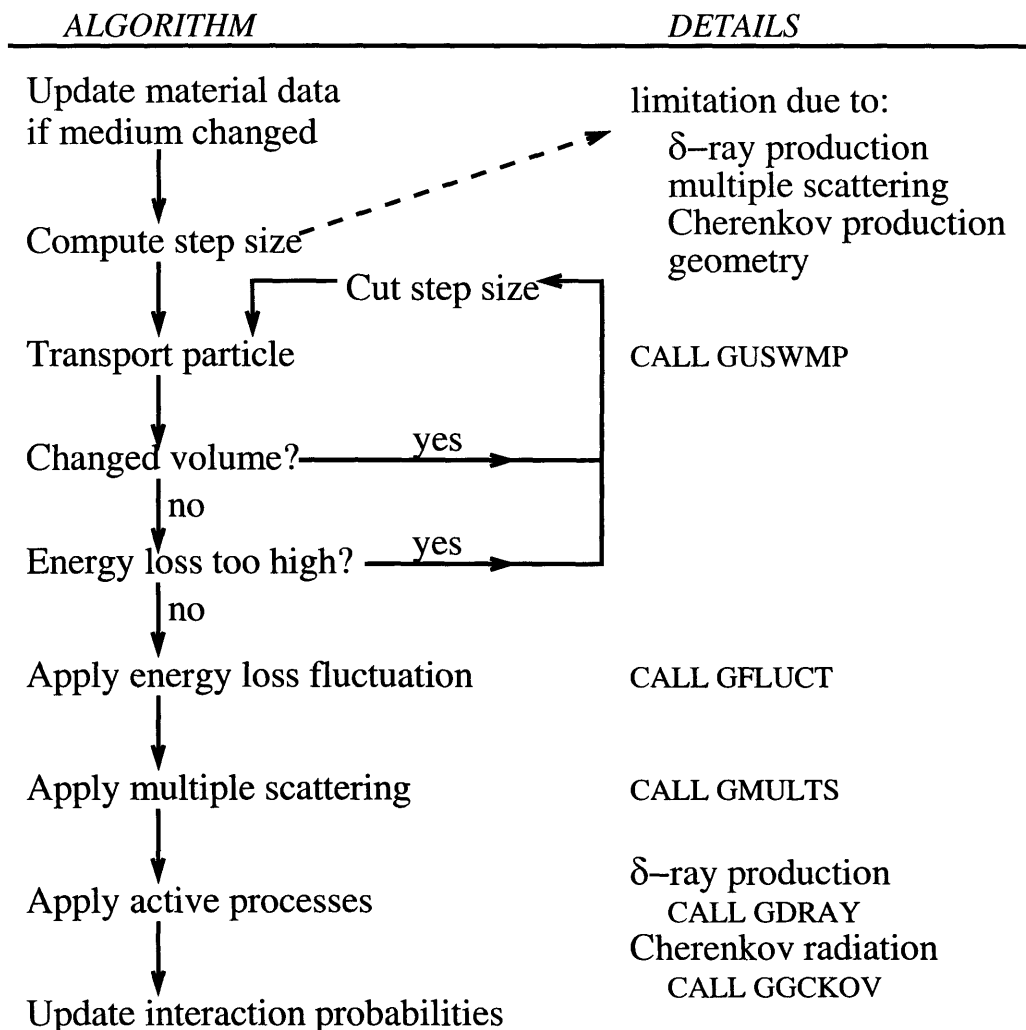 ALGORITHM DETAILS
Update material data
if medium changed
limitation due to:
δ–ray production
multiple scattering
Cherenkov production
geometry
Compute step size
Cut step size
Transport particle
CALL GUSWMP
Changed volume?
yes
no
Energy loss too high?
yes
no
Apply energy loss fluctuation
CALL GFLUCT
Apply multiple scattering
CALL GMULTS
Apply active processes
δ–ray production
CALL GDRAY
Cherenkov radiation
CALL GGCKOV
Update interaction probabilities